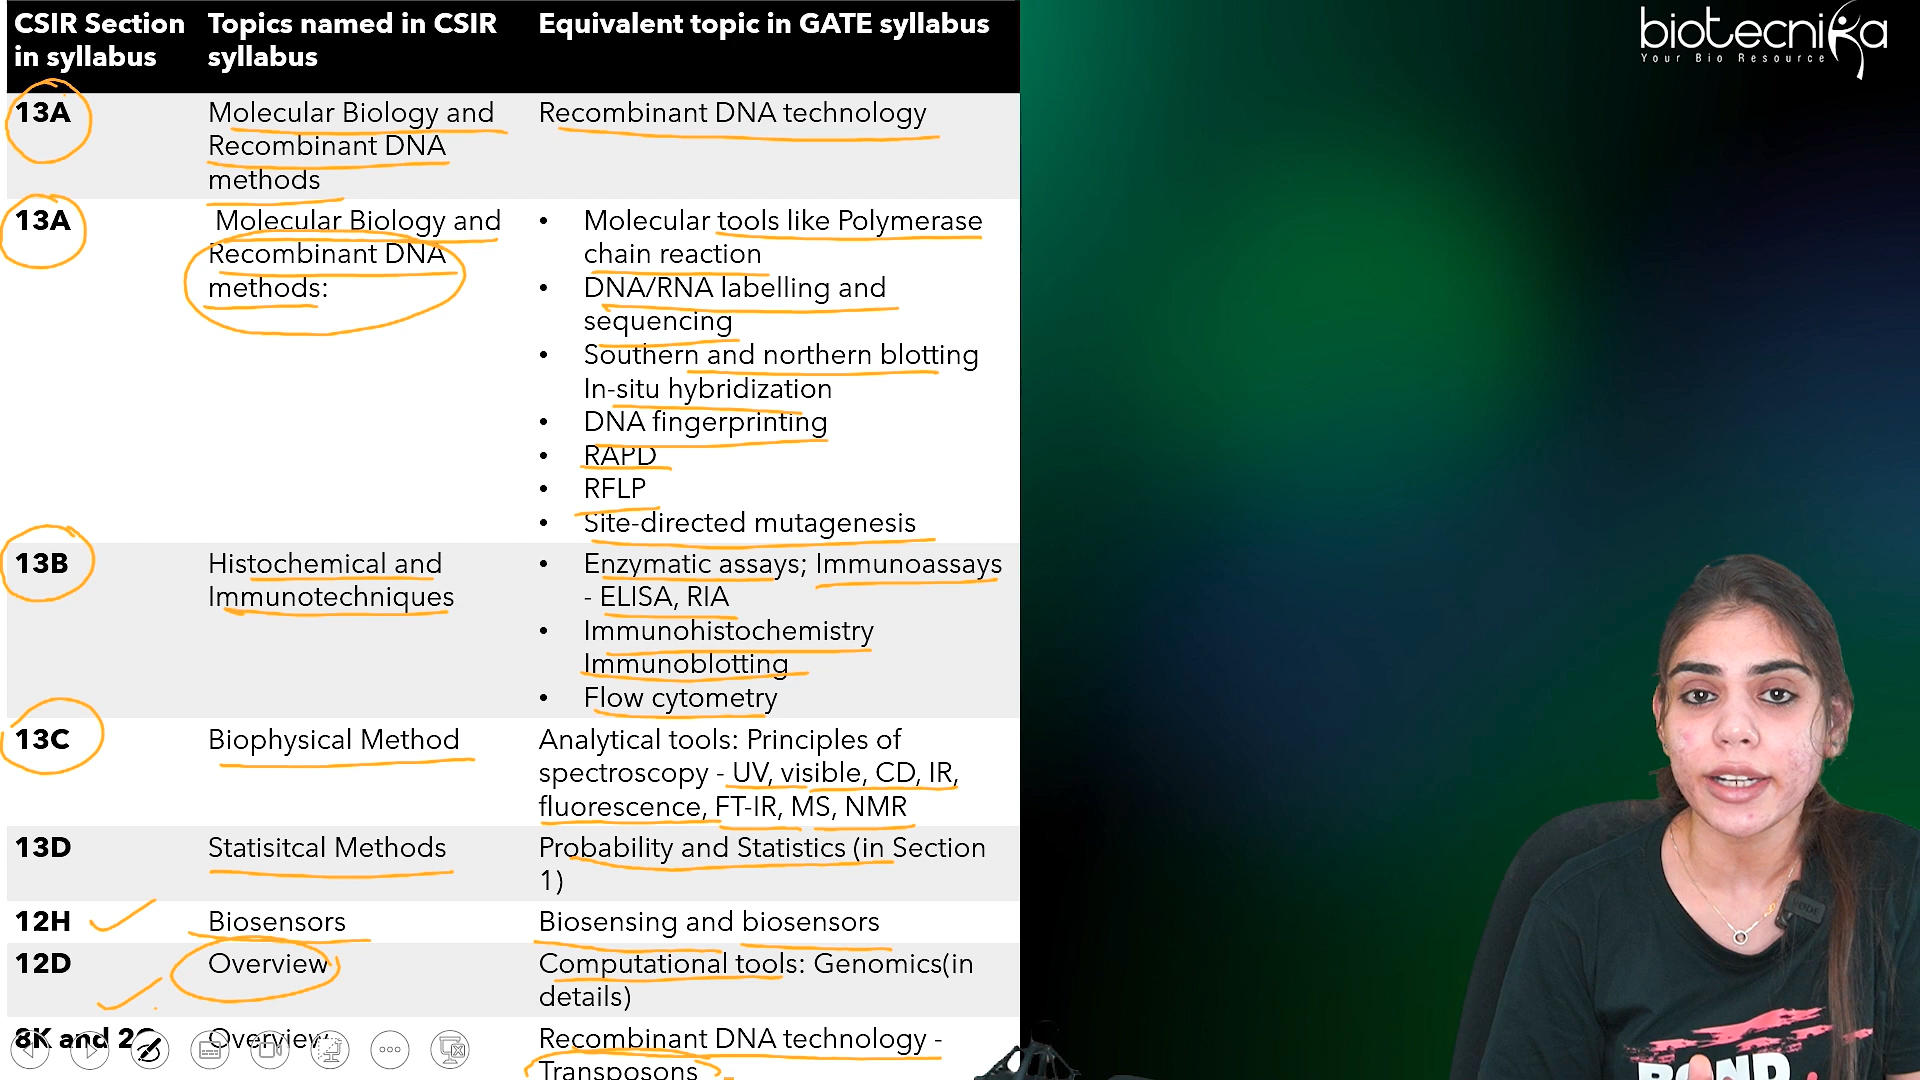 CSIR Section
in syllabus
Topics named in CSIR
syllabus
Equivalent topic in GATE syllabus
13A
Molecular Biology and
Recombinant DNA
methods
Recombinant DNA technology
13A
Molecular Biology and
Recombinant DNA
methods:
• Molecular tools like Polymerase
chain reaction
• DNA/RNA labelling and
sequencing
• Southern and northern blotting
In-situ hybridization
• DNA fingerprinting
• RAPD
• RFLP
• Site-directed mutagenesis
13B
Histochemical and
Immunotechniques
• Enzymatic assays; Immunoassays
- ELISA, RIA
• Immunohistochemistry
Immunoblotting
• Flow cytometry
13C
Biophysical Method
Analytical tools: Principles of
spectroscopy - UV, visible, CD, IR,
fluorescence, FT-IR, MS, NMR
13D
Statisitcal Methods
Probability and Statistics (in Section
1)
12H
Biosensors
Biosensing and biosensors
12D
Overview
Computational tools: Genomics(in
details)
8K and
Overview
Recombinant DNA technology -
Transposons
biotecnika
Your Bio Resource
BOND